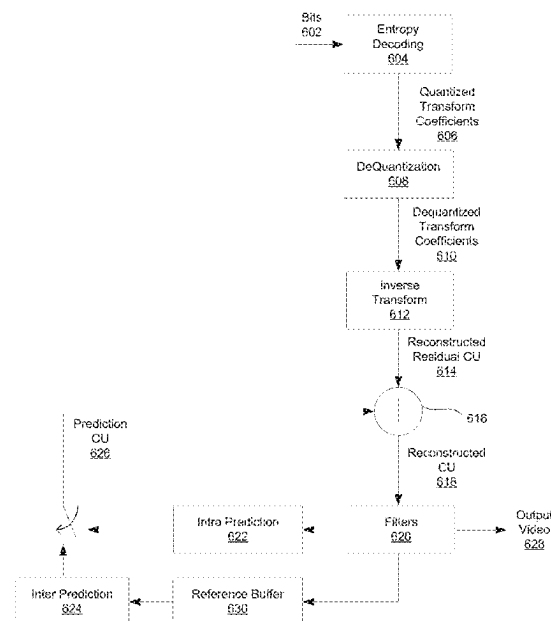 Bits
602
Entropy
Decoding
604
Quantized
Transform
Coefficients
606
DeQuantization
608
Dequantized
Transform
Coefficients
610
Inverse
Transform
612
Reconstructed
Residual CU
614
616
Prediction
CU
626
Reconstructed
CU
618
Intra Prediction
622
Filters
620
Output
Video
628
Inter Prediction
624
Reference Buffer
630